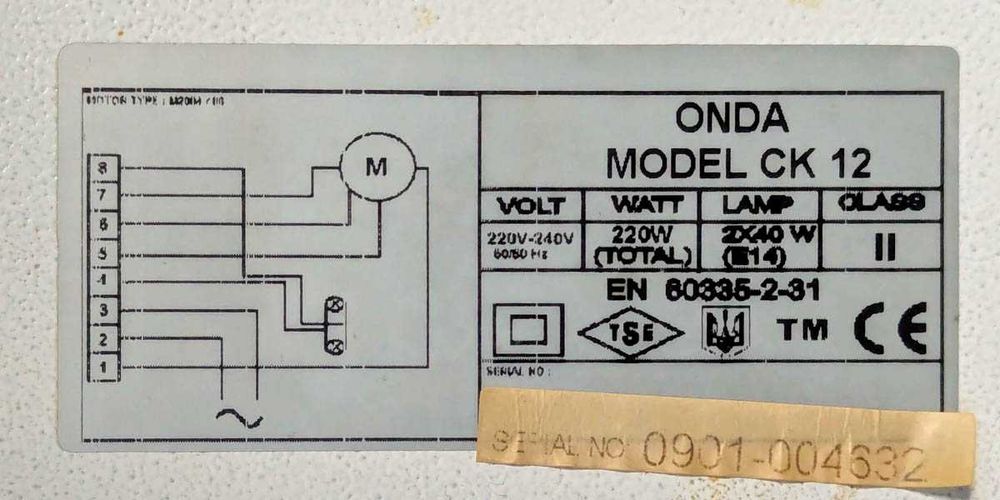 MOTOR TYPE :
8
7
6
5
4
3
2
1
M
ONDA
MODEL CK 12
VOLT WATT LAMP CLASS
220V-240V 220W 2X40 W II
50/60 Hz (TOTAL) (E14)
EN 60335-2-31
TSE TM CE
SERIAL NO :
SERIAL NO: 0901-004632